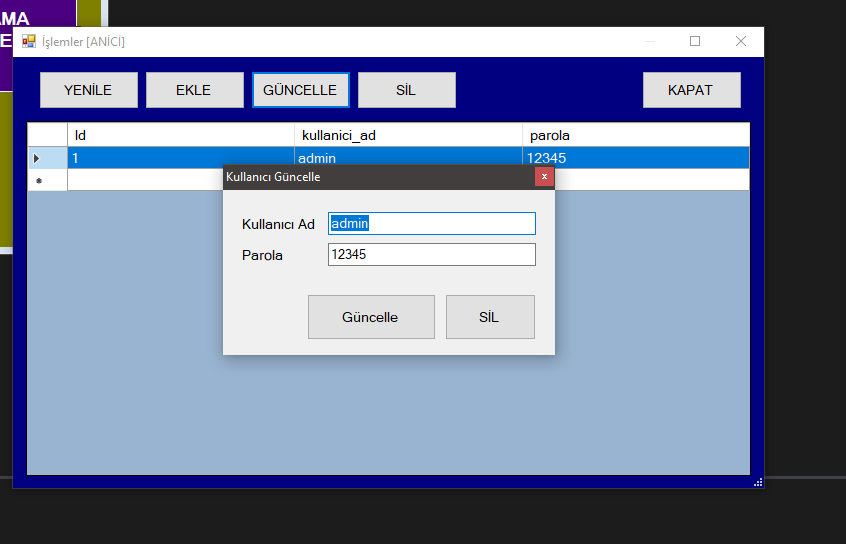 AMA
E
İşlemler [ANİCİ]
YENİLE EKLE GÜNCELLE SİL KAPAT
Id kullanici_ad parola
1 admin 12345
Kullanıcı Güncelle x
Kullanıcı Ad admin
Parola 12345
Güncelle SİL